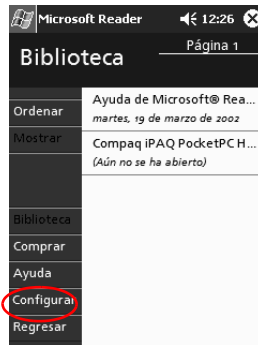 Microsoft Reader 12:26
Biblioteca
Página 1
Ordenar
Mostrar
Biblioteca
Comprar
Ayuda
Configurar
Regresar
Ayuda de Microsoft® Rea...
martes, 19 de marzo de 2002
Compaq iPAQ PocketPC H...
(Aún no se ha abierto)